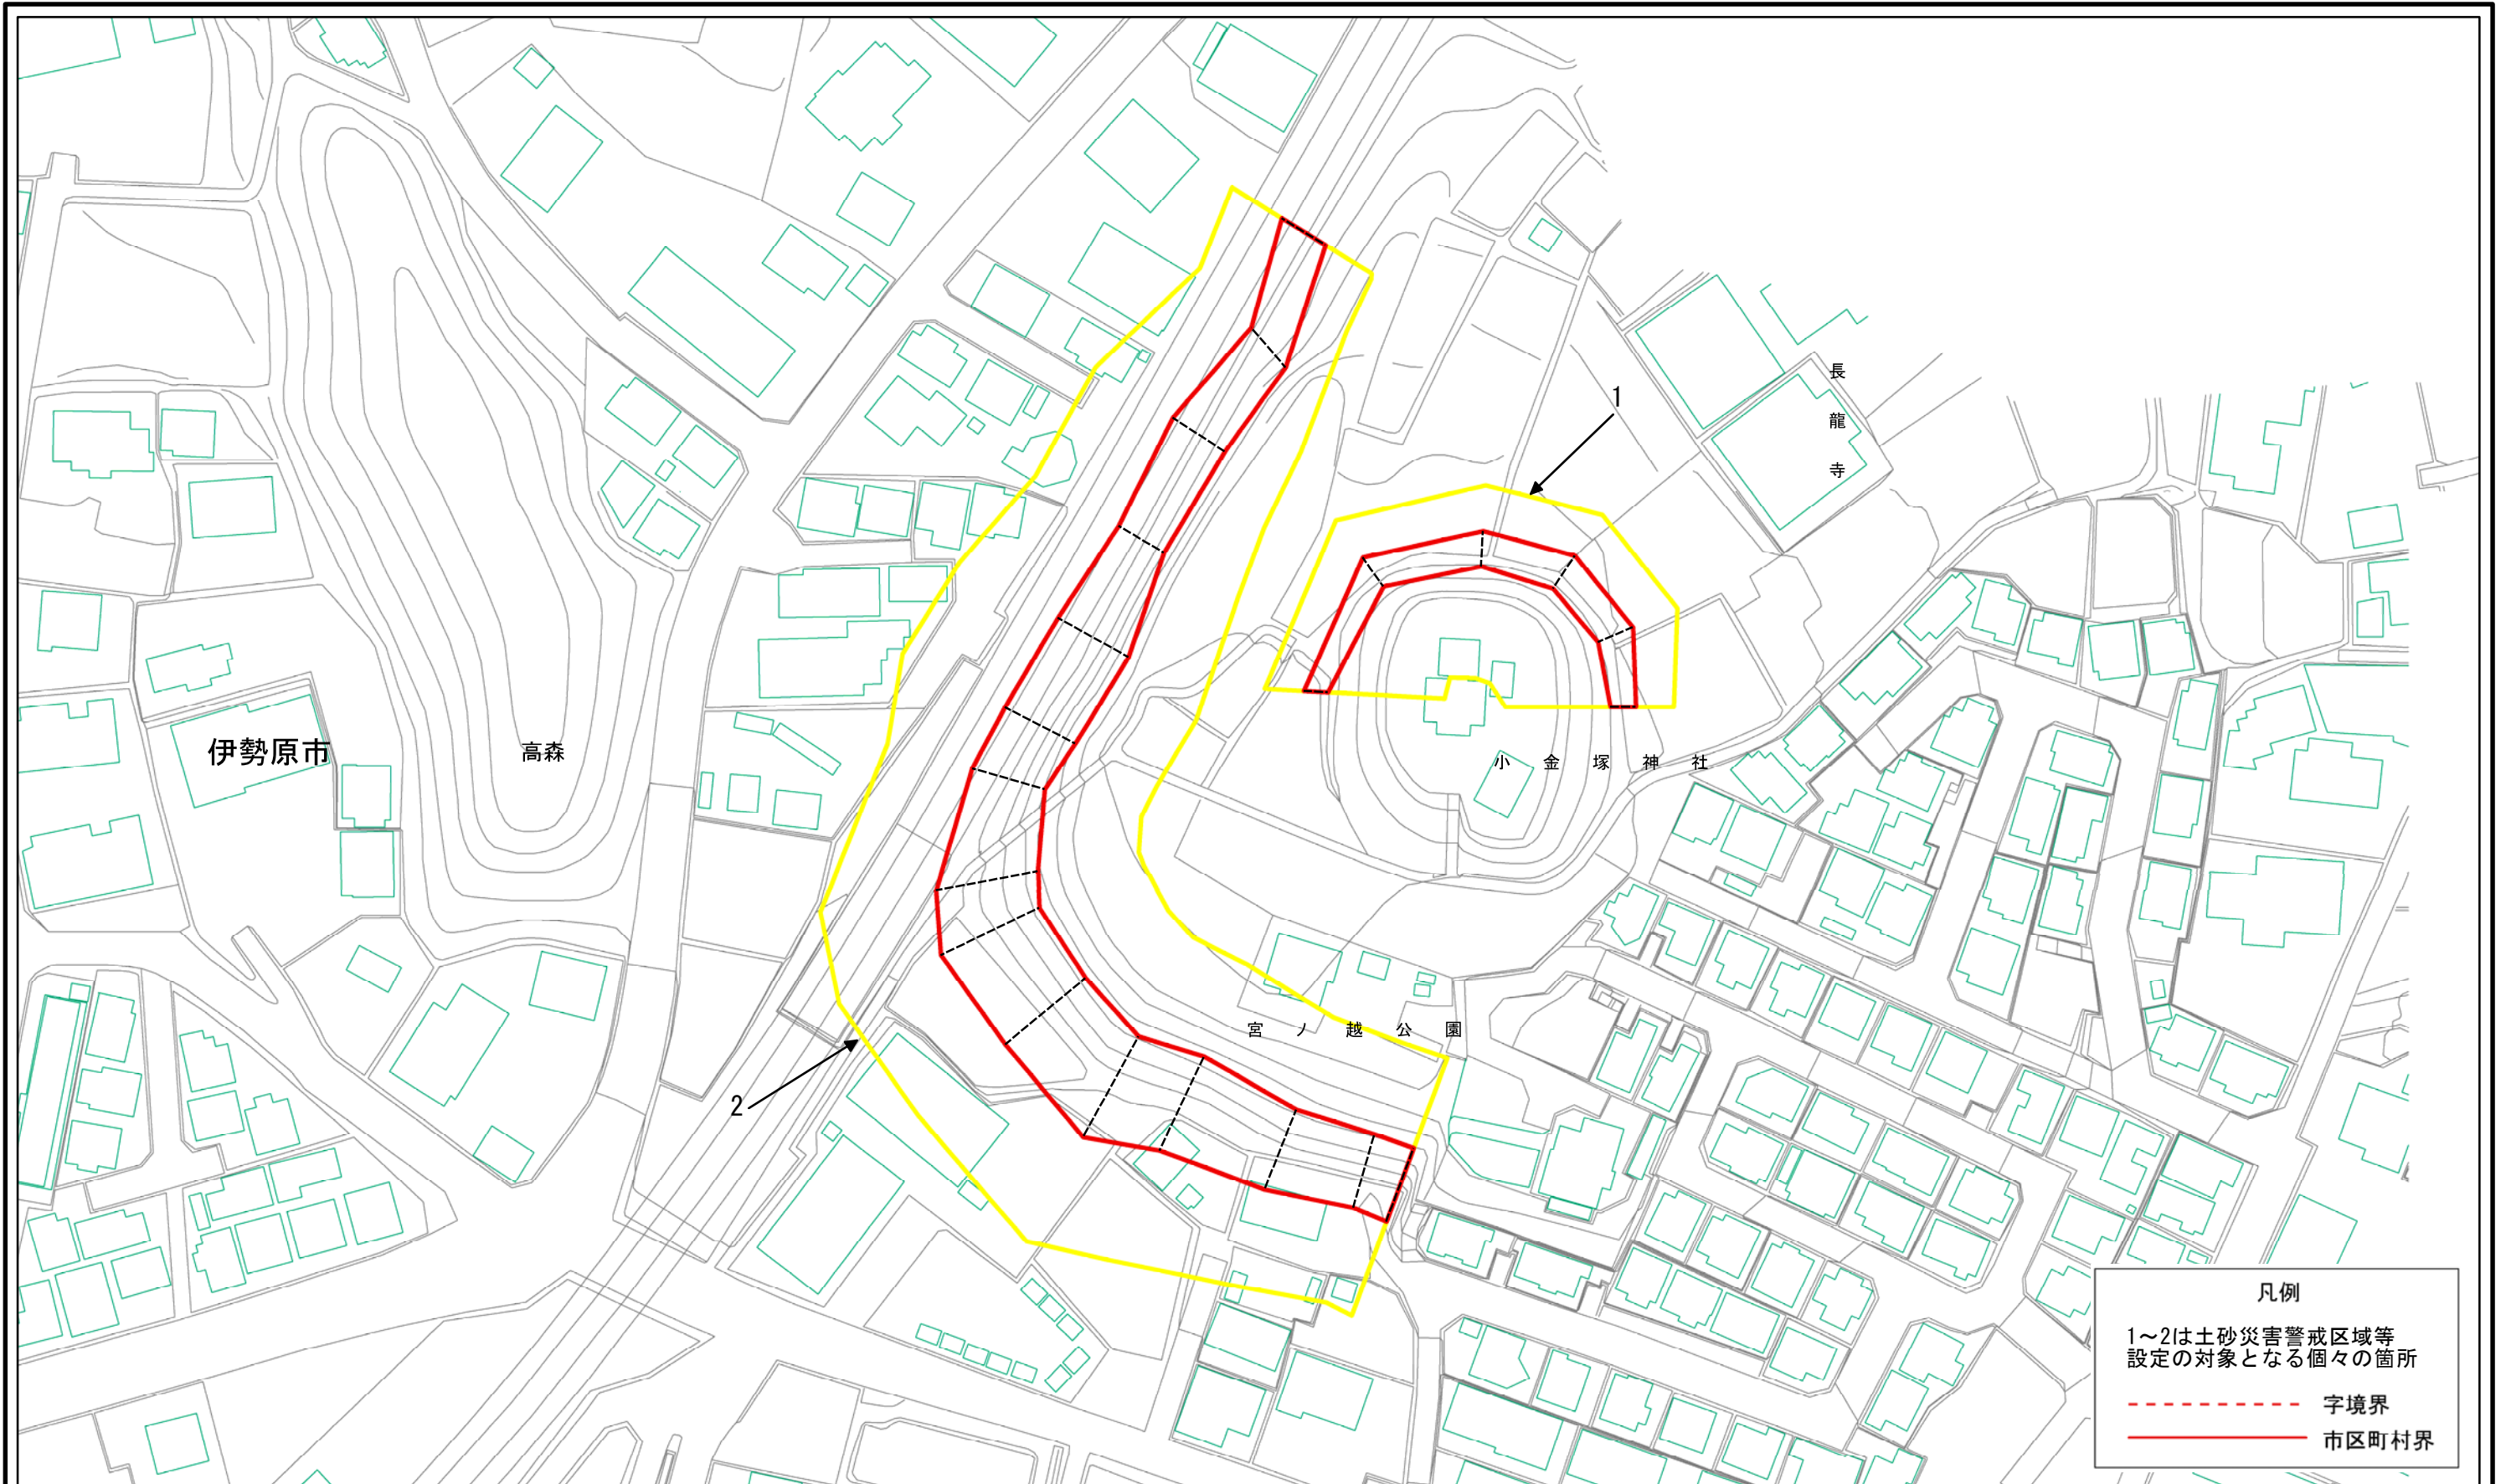 長龍寺
1
伊勢原市
高森
小金塚神社
宮ノ越公園
2
凡例
1～2は土砂災害警戒区域等
設定の対象となる個々の箇所
字境界
市区町村界